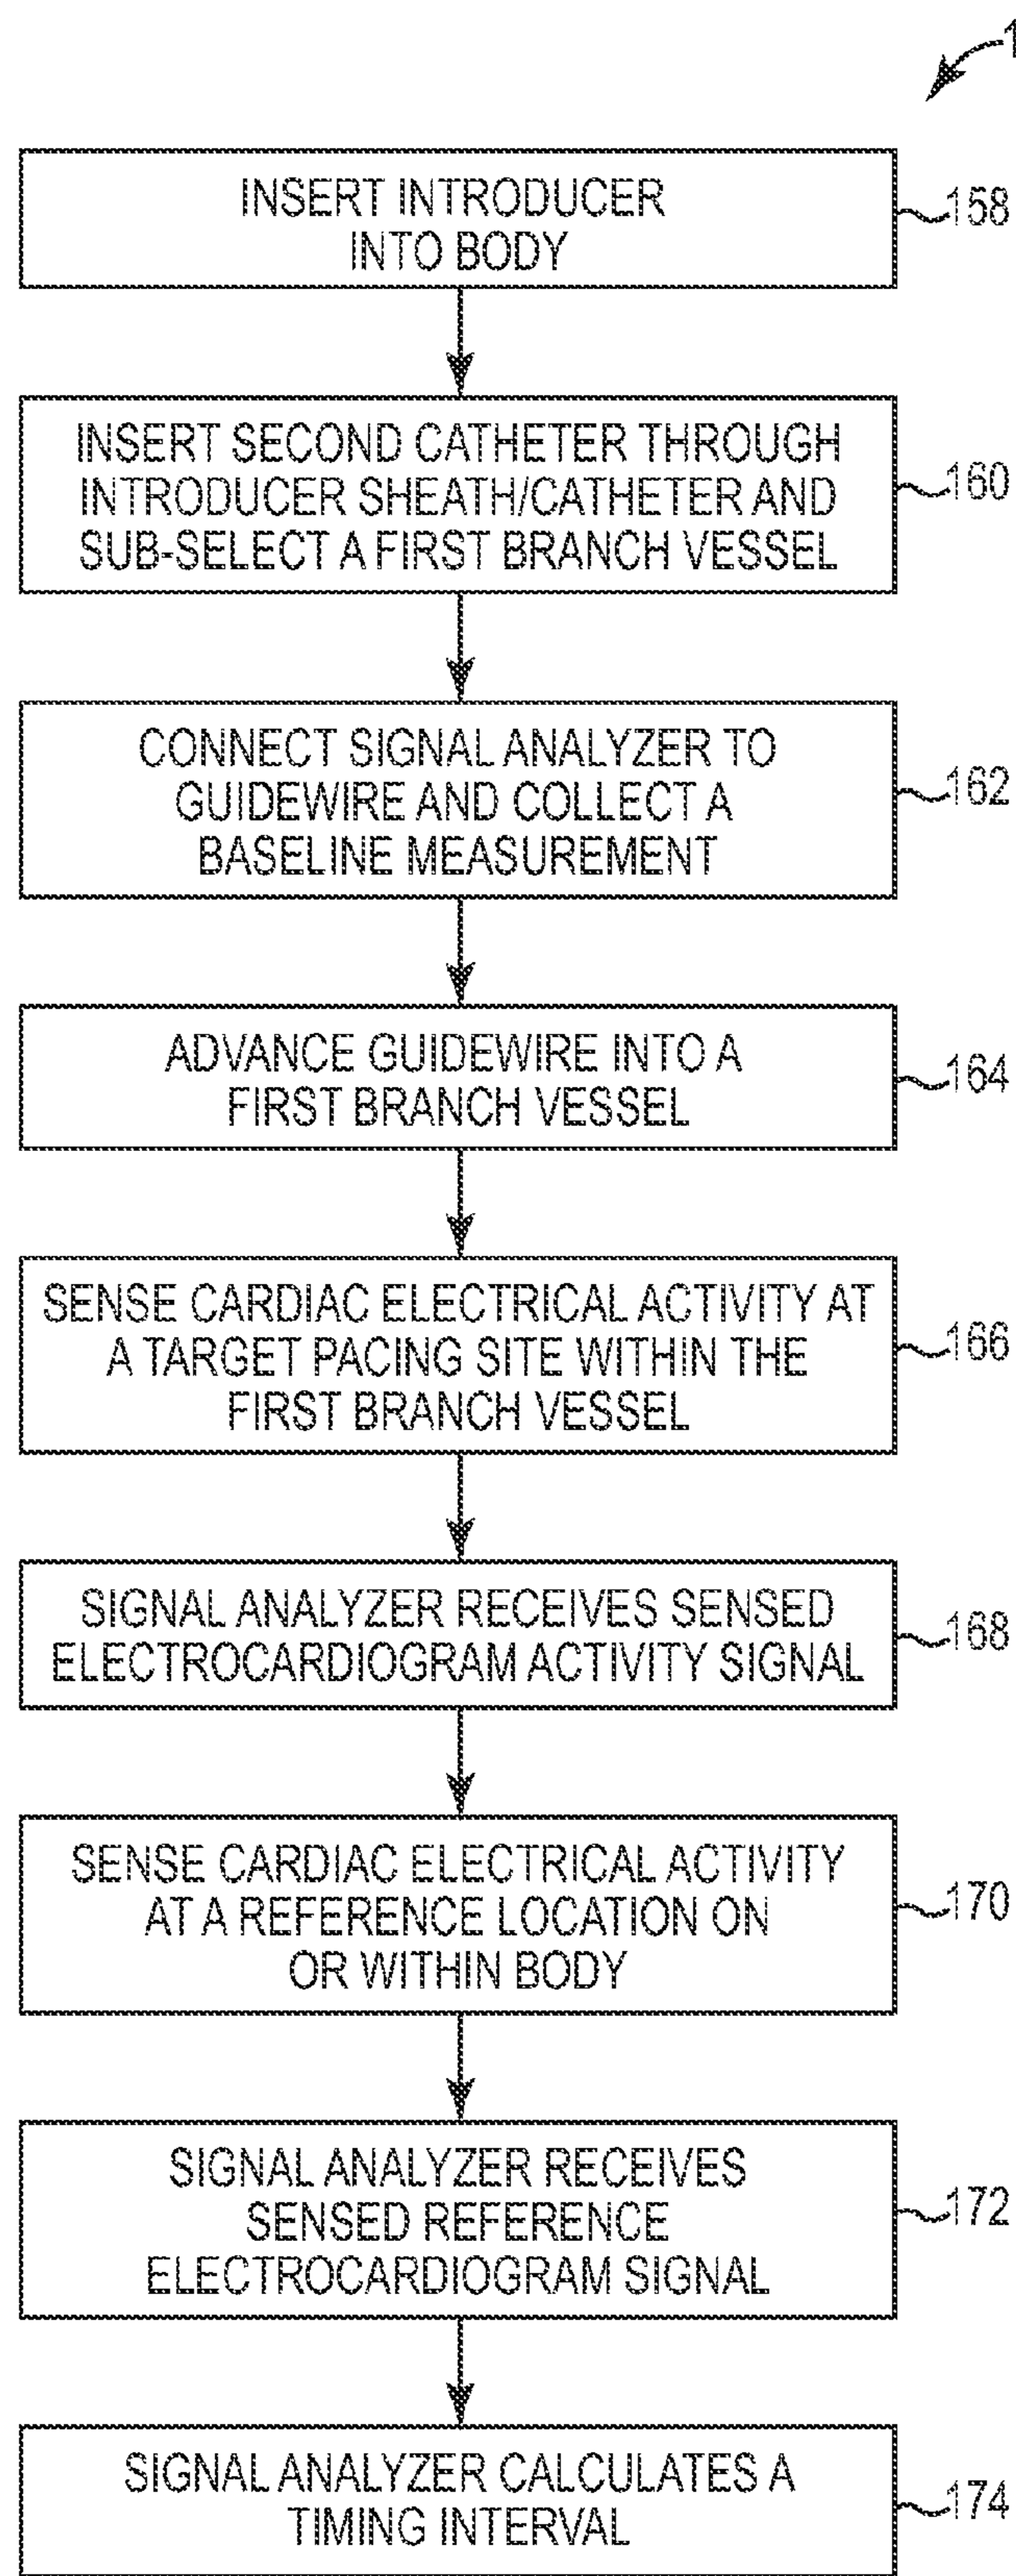 1
INSERT INTRODUCER
INTO BODY
158
INSERT SECOND CATHETER THROUGH
INTRODUCER SHEATH/CATHETER AND
SUB-SELECT A FIRST BRANCH VESSEL
160
CONNECT SIGNAL ANALYZER TO
GUIDEWIRE AND COLLECT A
BASELINE MEASUREMENT
162
ADVANCE GUIDEWIRE INTO A
FIRST BRANCH VESSEL
164
SENSE CARDIAC ELECTRICAL ACTIVITY AT
A TARGET PACING SITE WITHIN THE
FIRST BRANCH VESSEL
166
SIGNAL ANALYZER RECEIVES SENSED
ELECTROCARDIOGRAM ACTIVITY SIGNAL
168
SENSE CARDIAC ELECTRICAL ACTIVITY
AT A REFERENCE LOCATION ON
OR WITHIN BODY
170
SIGNAL ANALYZER RECEIVES
SENSED REFERENCE
ELECTROCARDIOGRAM SIGNAL
172
SIGNAL ANALYZER CALCULATES A
TIMING INTERVAL
174